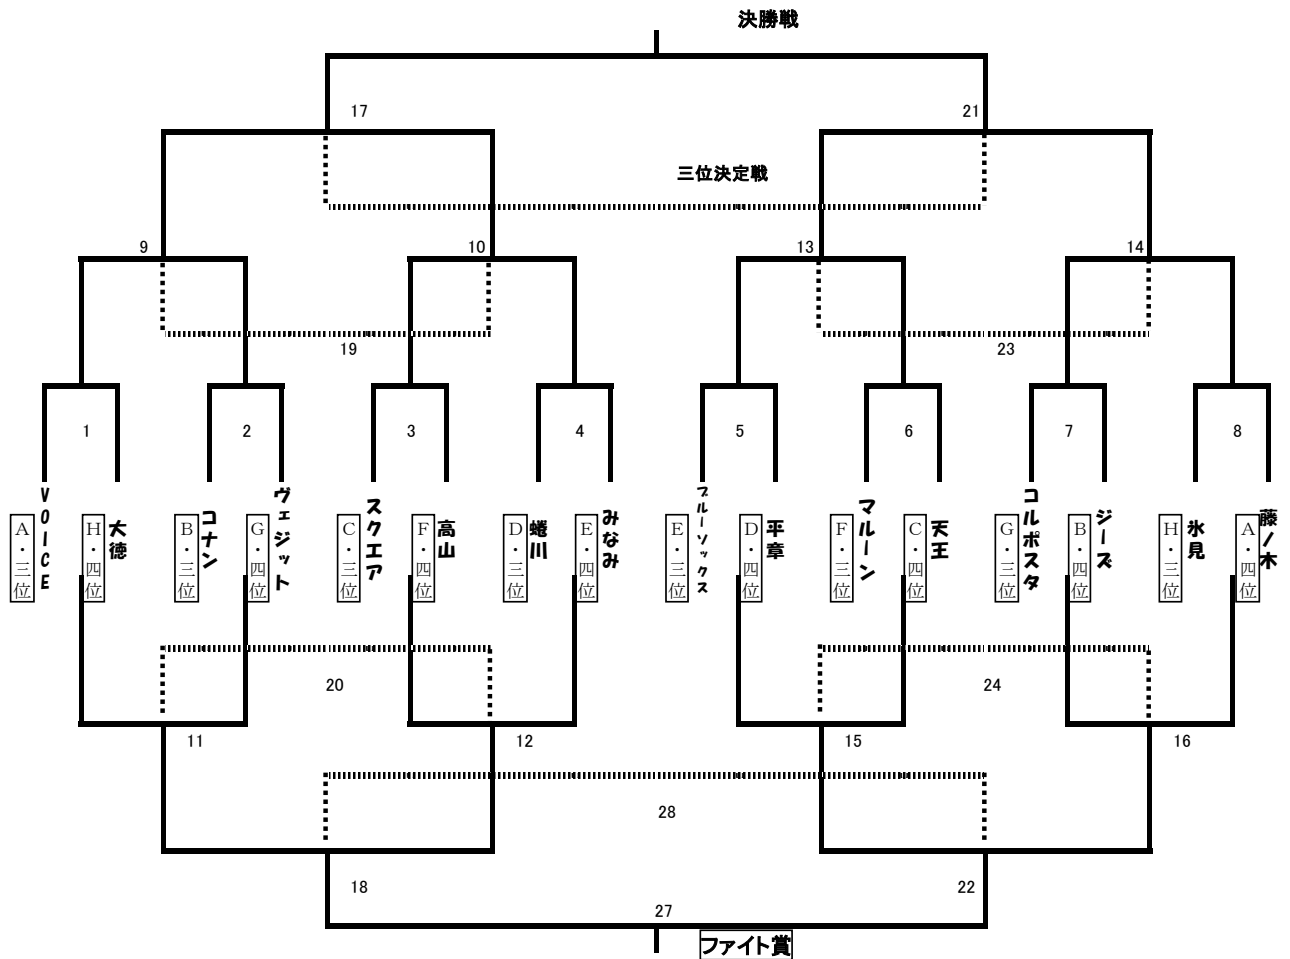 決勝戦
17
21
三位決定戦
9
10
13
14
19
23
1
2
3
4
5
6
7
8
A・三位
VOICE
H・四位
大徳
B・三位
コナン
G・四位
ヴェジット
C・三位
スクエア
F・四位
高山
D・三位
蜷川
E・四位
みなみ
E・三位
ブルーソックス
D・四位
平章
F・三位
マルーン
C・四位
天王
G・三位
コルポスタ
B・四位
ジーズ
H・三位
氷見
A・四位
藤ノ木
20
24
11
12
15
16
28
18
22
27
ファイト賞